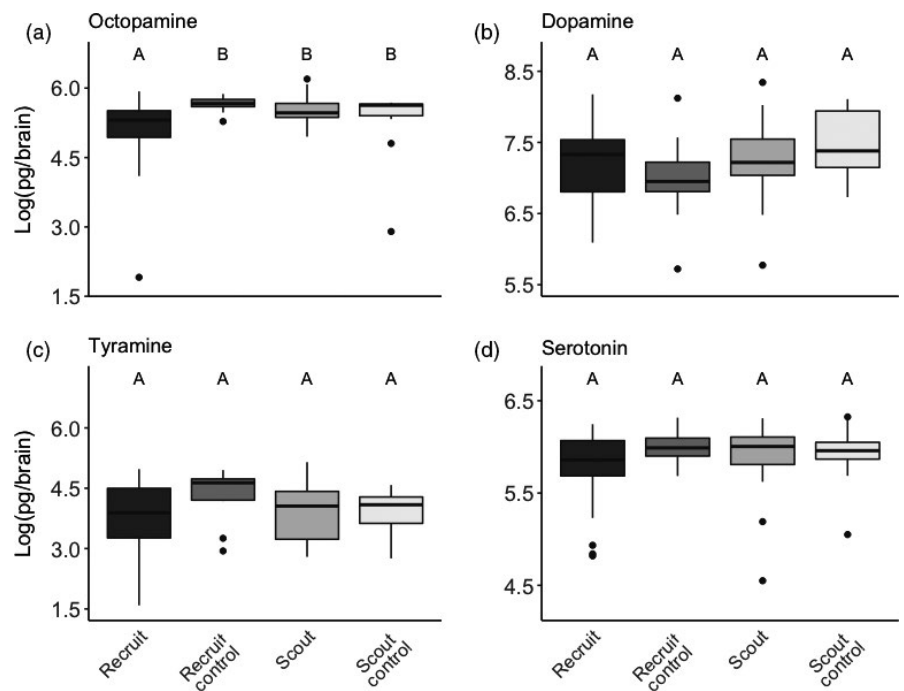 (a) Octopamine
A B B B
Log(pg/brain)
6.0
4.5
3.0
1.5
(b) Dopamine
A A A A
8.5
7.5
6.5
5.5
(c) Tyramine
A A A A
Log(pg/brain)
6.0
4.5
3.0
1.5
Recruit
Recruit
control
Scout
Scout
control
(d) Serotonin
A A A A
6.5
5.5
4.5
Recruit
Recruit
control
Scout
Scout
control